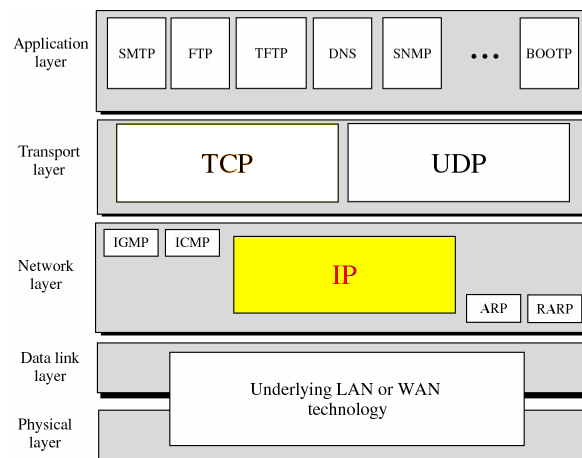 Application
layer
SMTP
FTP
TFTP
DNS
SNMP
...
BOOTP
Transport
layer
TCP
UDP
Network
layer
IGMP
ICMP
IP
ARP
RARP
Data link
layer
Underlying LAN or WAN
technology
Physical
layer